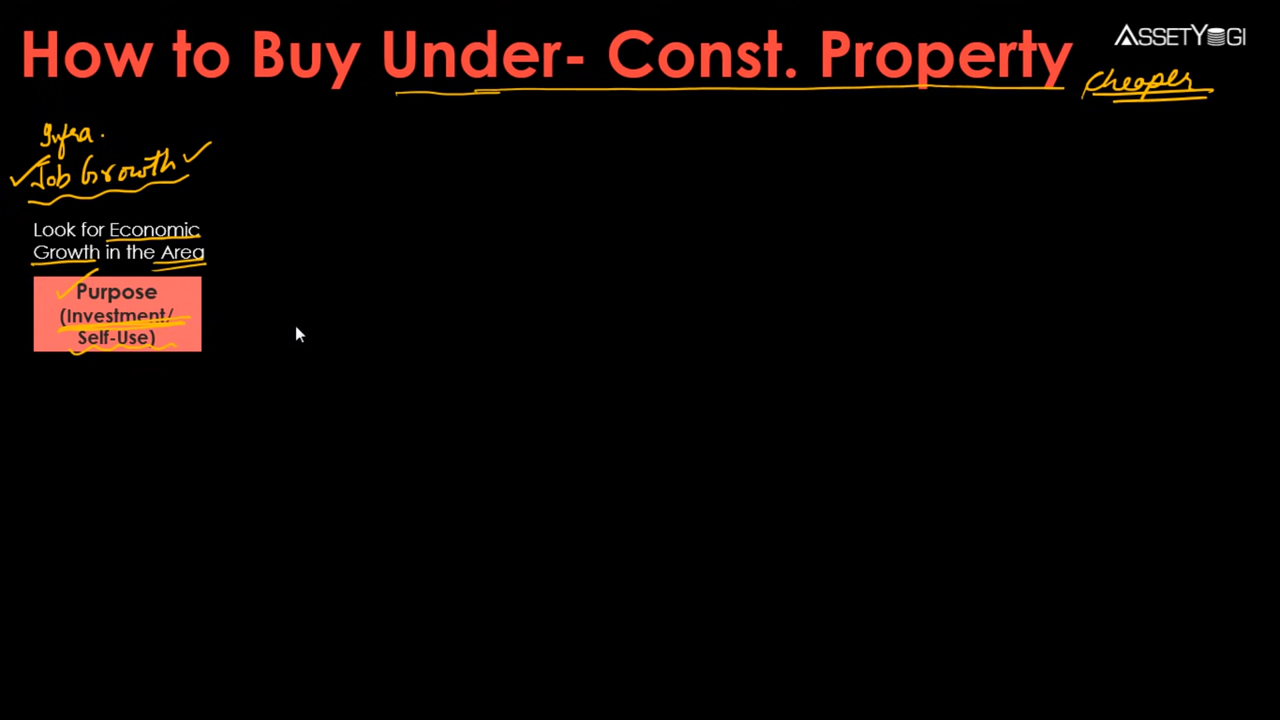 How to Buy Under- Const. Property
ASSETYOGI
Cheaper
Infra.
Job Growth
Look for Economic
Growth in the Area
Purpose
(Investment/
Self-Use)